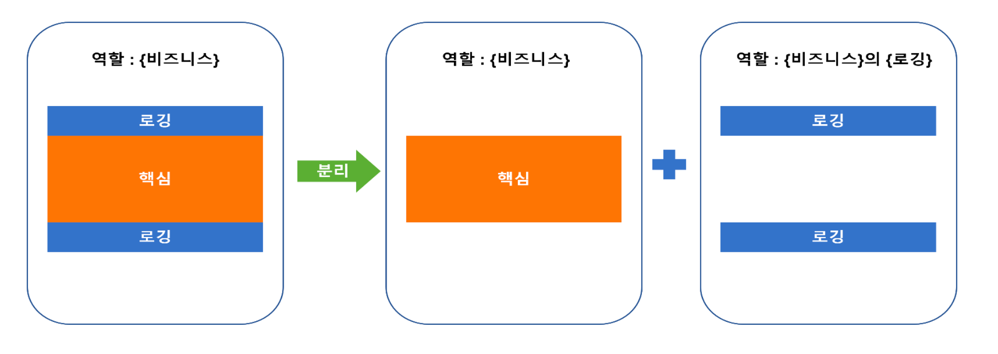 역할 : {비즈니스}
로깅
핵심
로깅
분리
역할 : {비즈니스}
핵심
역할 : {비즈니스}의 {로깅}
로깅
로깅